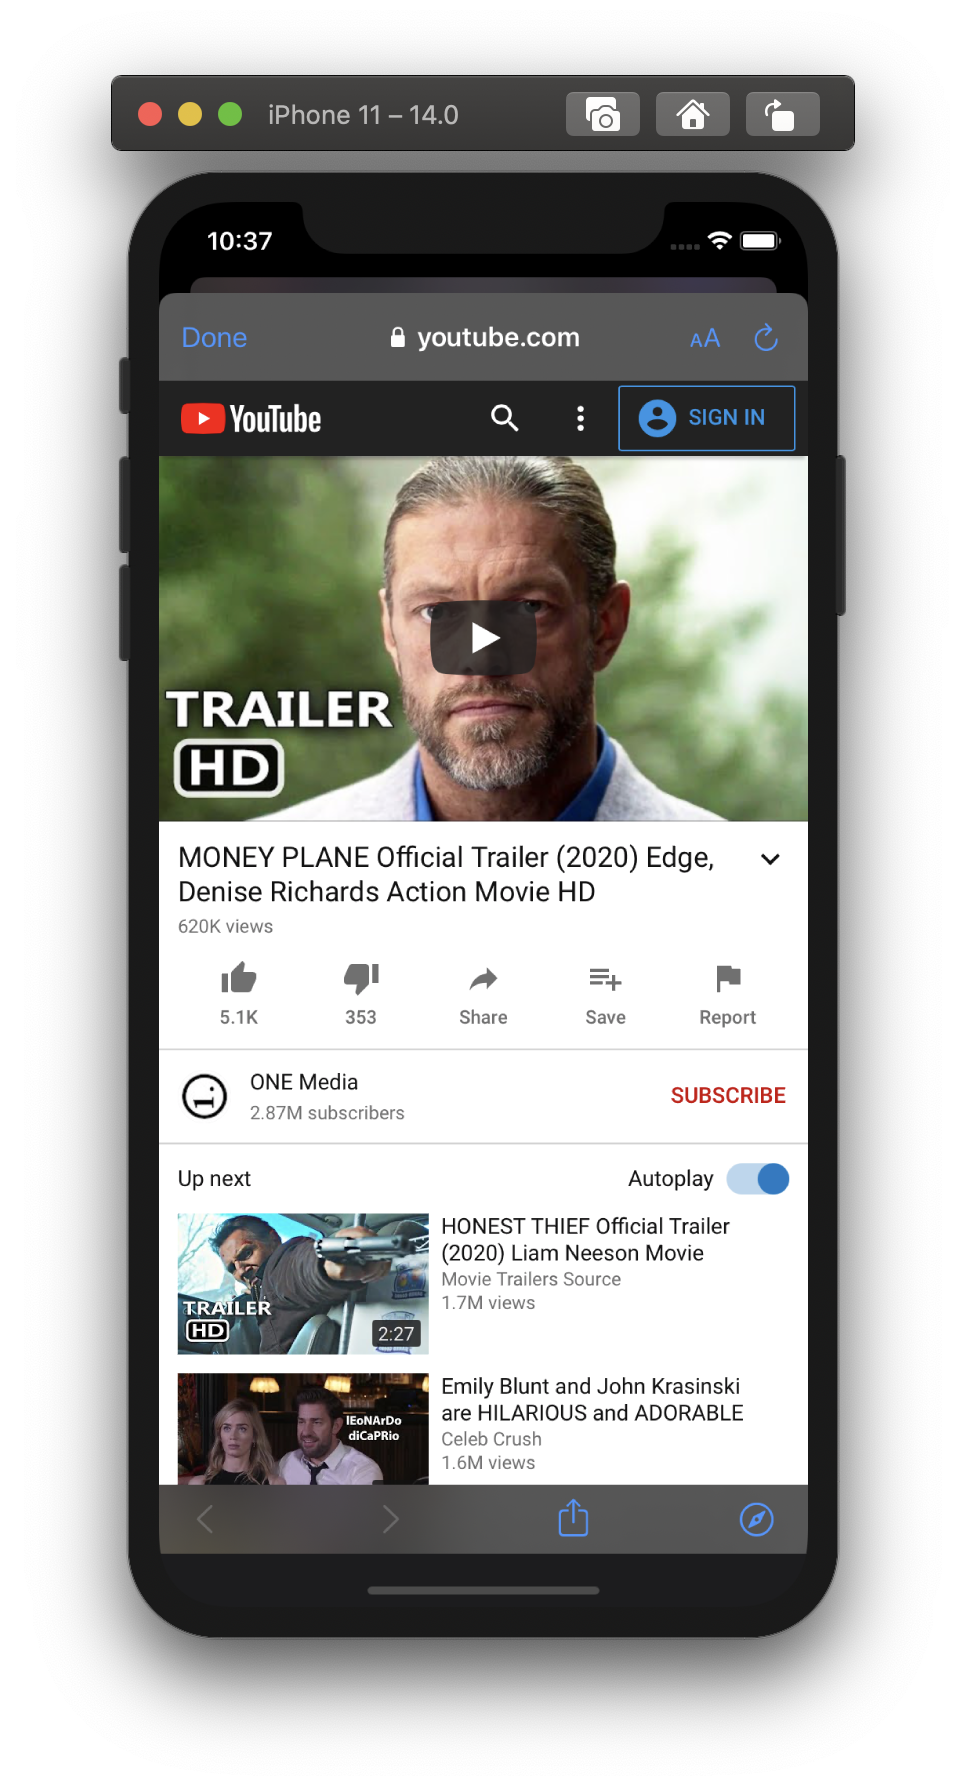 iPhone 11 – 14.0
10:37
Done
youtube.com
AA
YouTube
SIGN IN
TRAILER
HD
MONEY PLANE Official Trailer (2020) Edge,
Denise Richards Action Movie HD
620K views
5.1K
353
Share
Save
Report
ONE Media
2.87M subscribers
SUBSCRIBE
Up next
Autoplay
HONEST THIEF Official Trailer
(2020) Liam Neeson Movie
Movie Trailers Source
1.7M views
TRAILER
HD
2:27
Emily Blunt and John Krasinski
are HILARIOUS and ADORABLE
Celeb Crush
1.6M views
lEoNArDo
diCaPRio